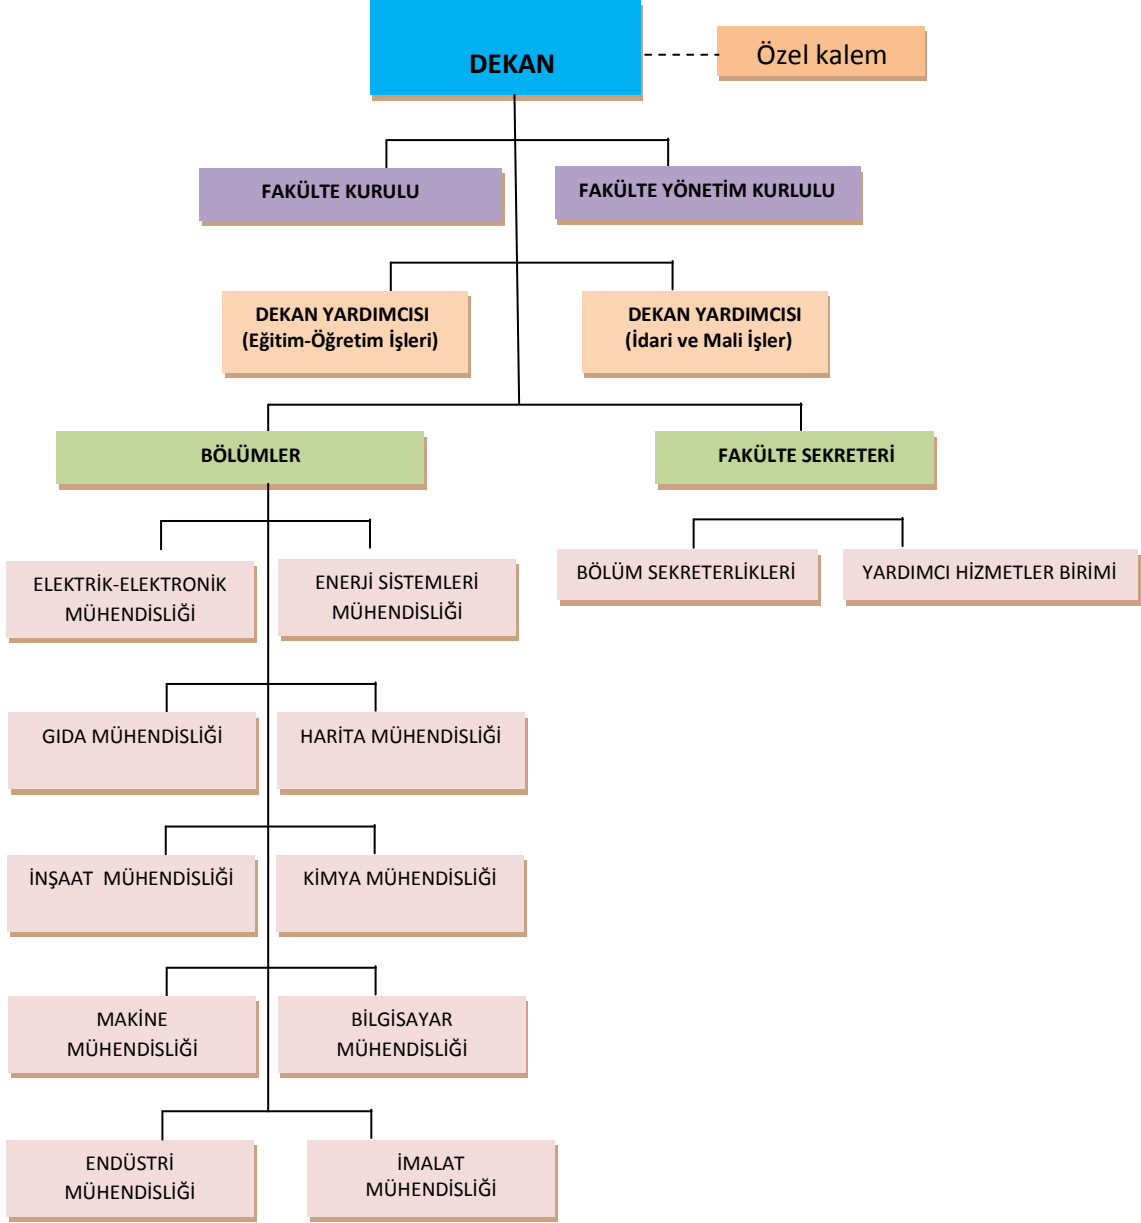 DEKAN
Özel kalem
FAKÜLTE KURULU
FAKÜLTE YÖNETİM KURLULU
DEKAN YARDIMCISI
(Eğitim-Öğretim İşleri)
DEKAN YARDIMCISI
(İdari ve Mali İşler)
BÖLÜMLER
FAKÜLTE SEKRETERİ
ELEKTRİK-ELEKTRONİK
MÜHENDİSLİĞİ
ENERJİ SİSTEMLERİ
MÜHENDİSLİĞİ
BÖLÜM SEKRETERLİKLERİ
YARDIMCI HİZMETLER BİRİMİ
GIDA MÜHENDİSLİĞİ
HARİTA MÜHENDİSLİĞİ
İNŞAAT  MÜHENDİSLİĞİ
KİMYA MÜHENDİSLİĞİ
MAKİNE
MÜHENDİSLİĞİ
BİLGİSAYAR
MÜHENDİSLİĞİ
ENDÜSTRİ
MÜHENDİSLİĞİ
İMALAT
MÜHENDİSLİĞİ